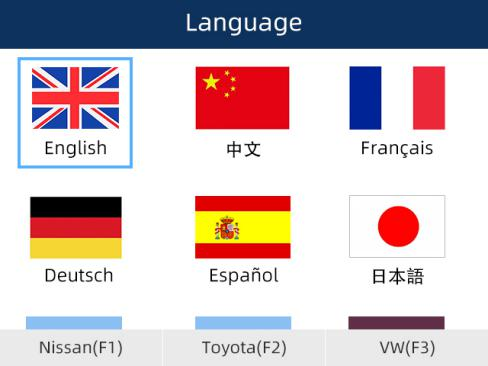 Language
English
中文
Français
Deutsch
Español
日本語
Nissan(F1)
Toyota(F2)
VW(F3)